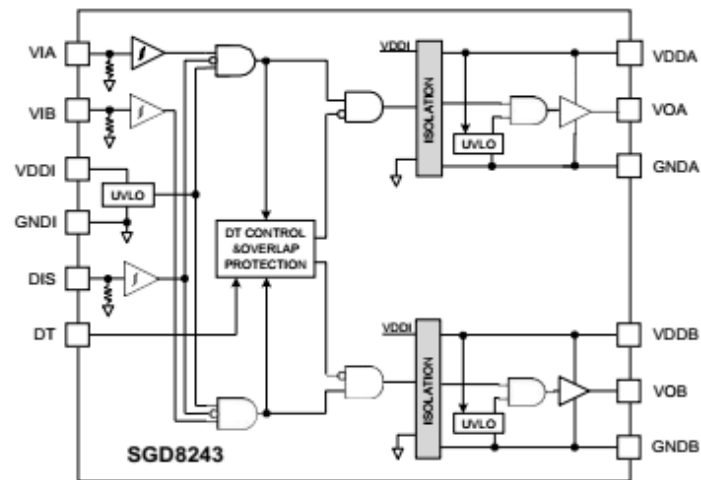 VIA
VIB
VDDI
GNDI
DIS
DT
UVLO
DT CONTROL
&OVERLAP
PROTECTION
VDDI
ISOLATION
UVLO
VDDA
VOA
GNDA
VDDI
ISOLATION
UVLO
VDDB
VOB
GNDB
SGD8243